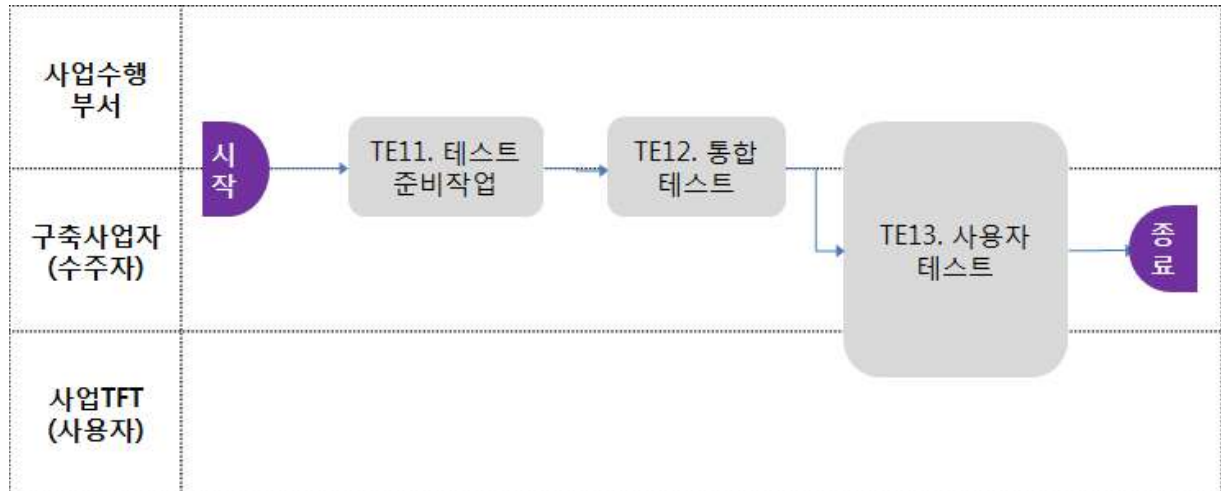 사업수행
부서
시
작
TE11. 테스트
준비작업
TE12. 통합
테스트
구축사업자
(수주자)
TE13. 사용자
테스트
종
료
사업TFT
(사용자)